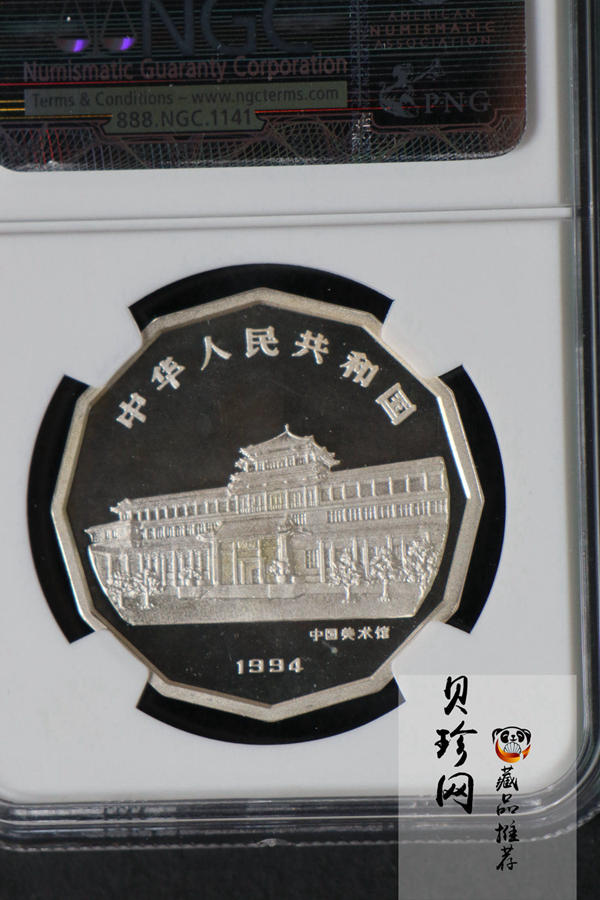 NGC
AMERICAN
NUMISMATIC
ASSOCIATION
Numismatic Guaranty Corporation
Terms & Conditions – www.ngcterms.com
888.NGC.1141
PNG
中华人民共和国
中国美术馆
1994
贝珍网
藏品推荐